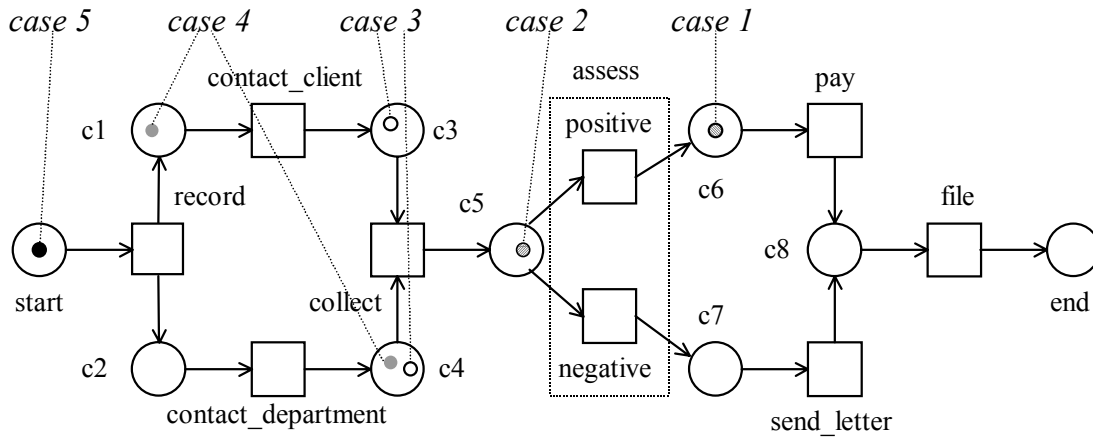 case 5
case 4
case 3
case 2
case 1
contact_client
assess
pay
c1
c3
positive
record
c5
c6
file
start
collect
c8
end
c2
c4
c7
contact_department
negative
send_letter